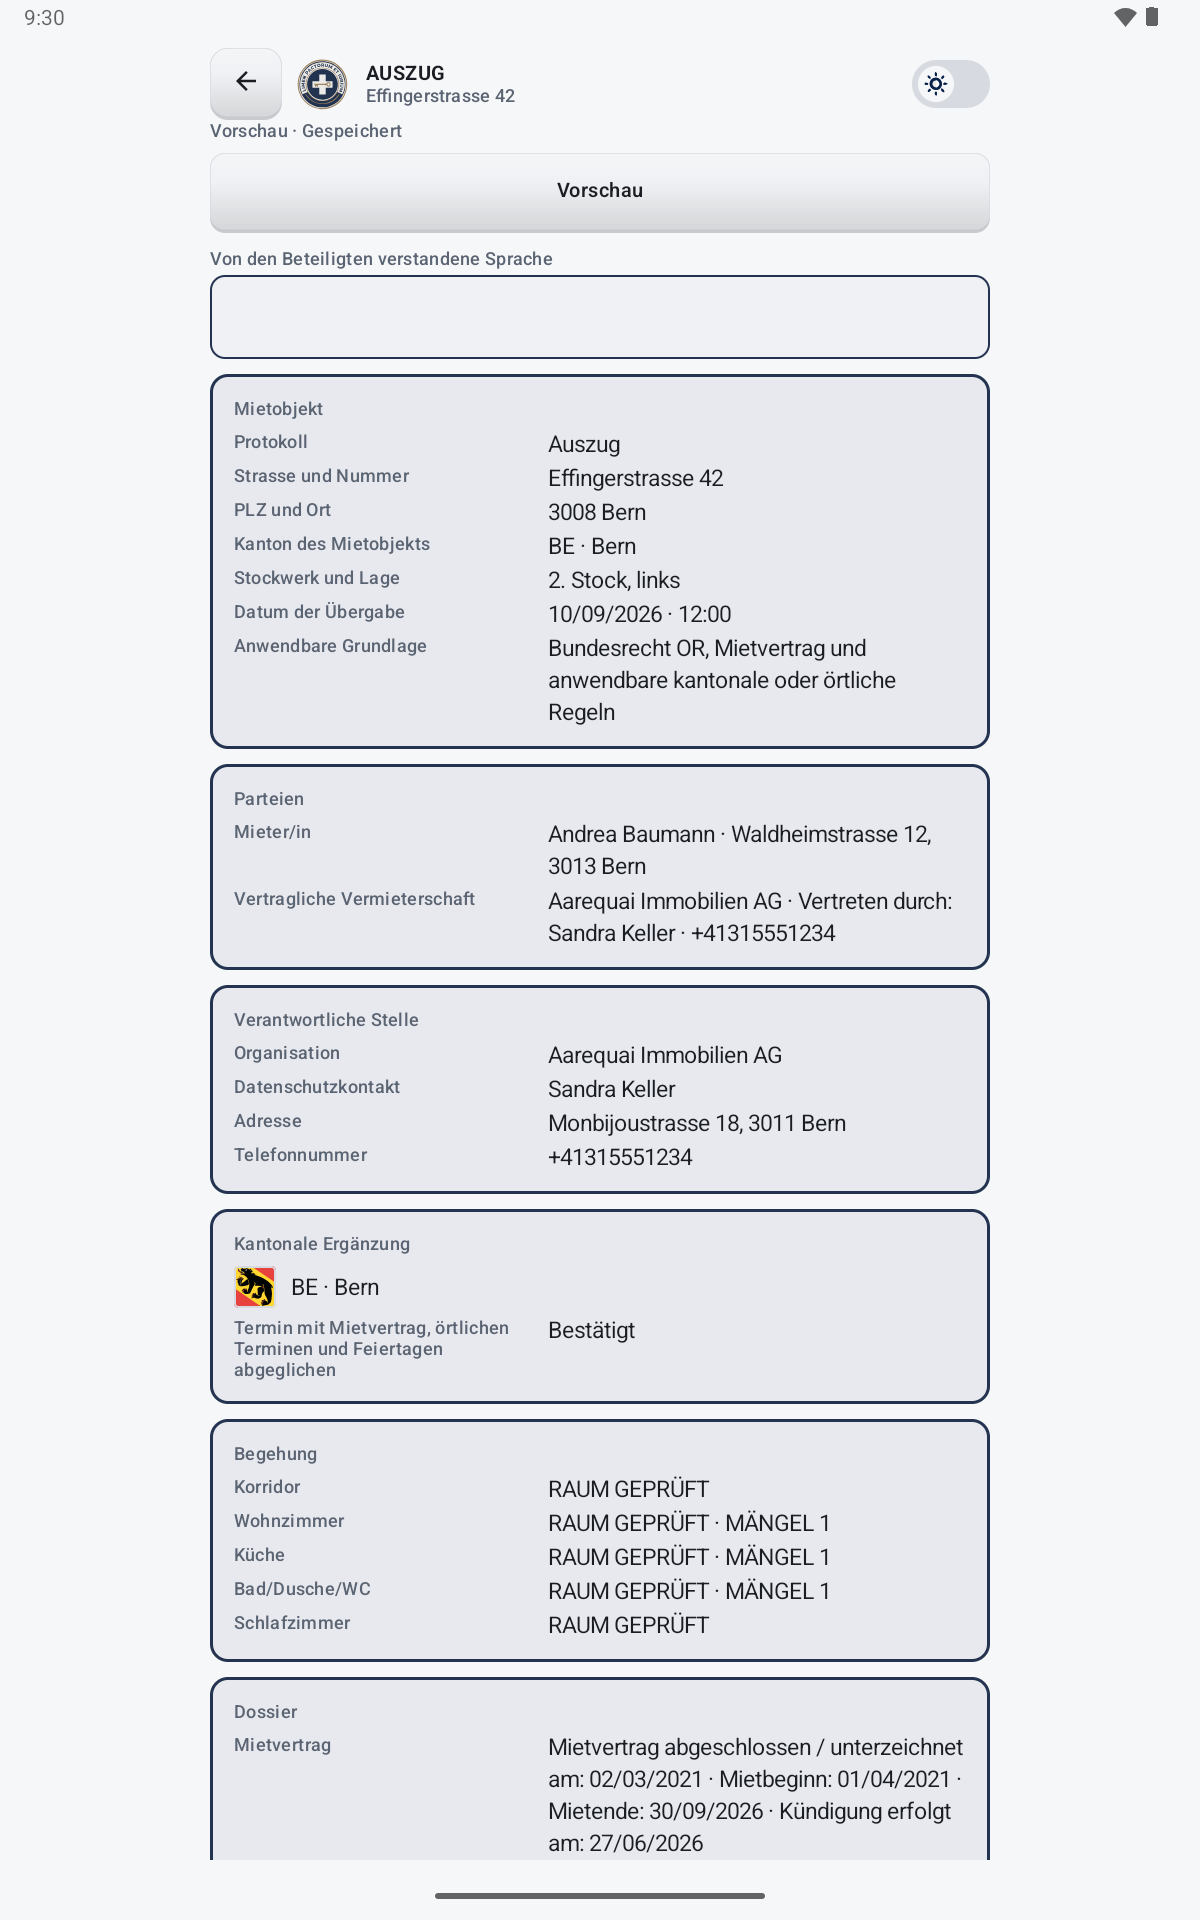 9:30
AUSZUG
Effingerstrasse 42
Vorschau · Gespeichert
Vorschau
Von den Beteiligten verstandene Sprache
Mietobjekt
Protokoll Auszug
Strasse und Nummer Effingerstrasse 42
PLZ und Ort 3008 Bern
Kanton des Mietobjekts BE · Bern
Stockwerk und Lage 2. Stock, links
Datum der Übergabe 10/09/2026 · 12:00
Anwendbare Grundlage Bundesrecht OR, Mietvertrag und
anwendbare kantonale oder örtliche
Regeln
Parteien
Mieter/in Andrea Baumann · Waldheimstrasse 12,
3013 Bern
Vertragliche Vermieterschaft Aarequai Immobilien AG · Vertreten durch:
Sandra Keller · +41315551234
Verantwortliche Stelle
Organisation Aarequai Immobilien AG
Datenschutzkontakt Sandra Keller
Adresse Monbijoustrasse 18, 3011 Bern
Telefonnummer +41315551234
Kantonale Ergänzung
BE · Bern
Termin mit Mietvertrag, örtlichen Bestätigt
Terminen und Feiertagen
abgeglichen
Begehung
Korridor RAUM GEPRÜFT
Wohnzimmer RAUM GEPRÜFT · MÄNGEL 1
Küche RAUM GEPRÜFT · MÄNGEL 1
Bad/Dusche/WC RAUM GEPRÜFT · MÄNGEL 1
Schlafzimmer RAUM GEPRÜFT
Dossier
Mietvertrag Mietvertrag abgeschlossen / unterzeichnet
am: 02/03/2021 · Mietbeginn: 01/04/2021 ·
Mietende: 30/09/2026 · Kündigung erfolgt
am: 27/06/2026